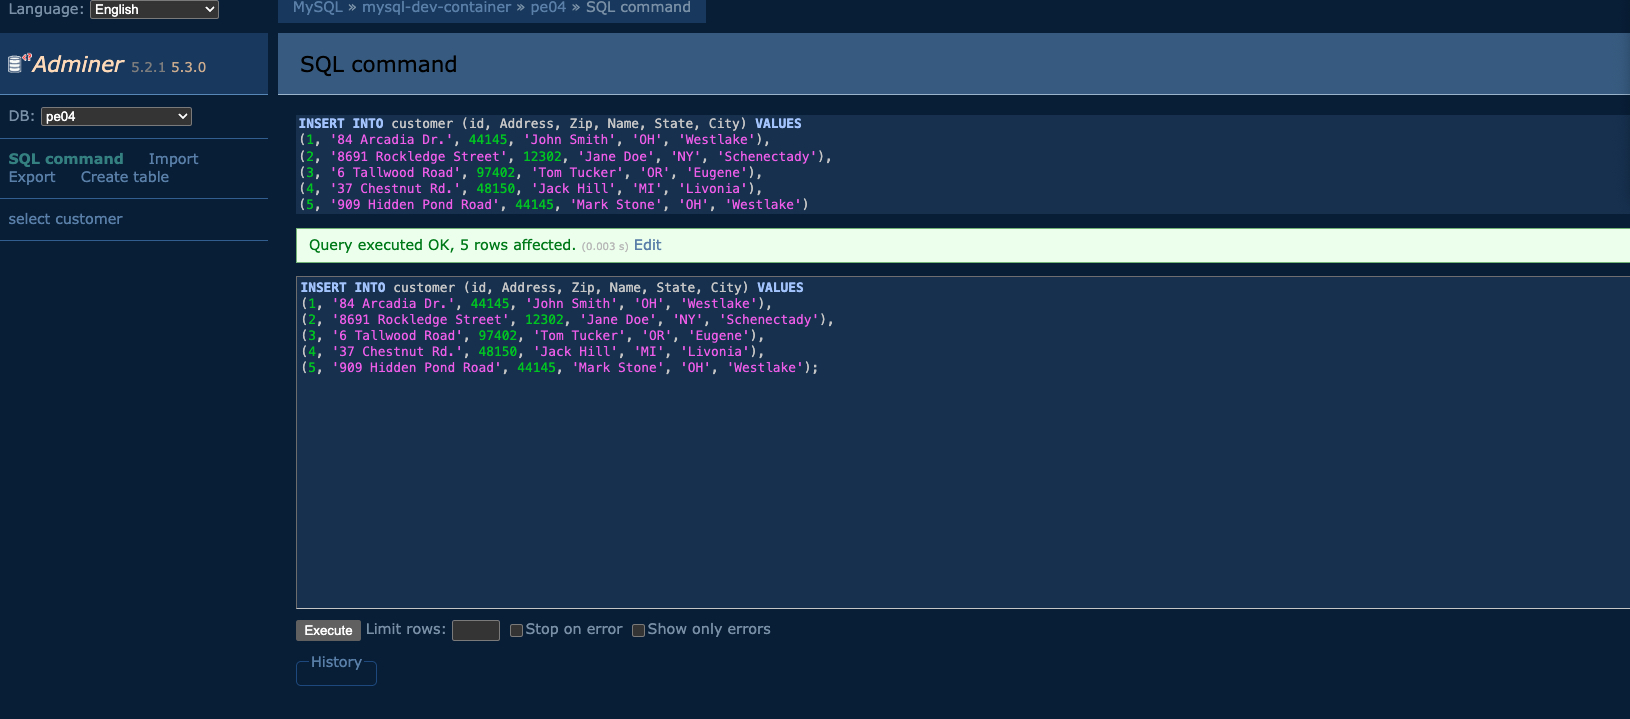 Language: English
MySQL » mysql-dev-container » pe04 » SQL command
Adminer 5.2.1 5.3.0
SQL command
DB: pe04
SQL command Import
Export Create table
select customer
INSERT INTO customer (id, Address, Zip, Name, State, City) VALUES
(1, '84 Arcadia Dr.', 44145, 'John Smith', 'OH', 'Westlake'),
(2, '8691 Rockledge Street', 12302, 'Jane Doe', 'NY', 'Schenectady'),
(3, '6 Tallwood Road', 97402, 'Tom Tucker', 'OR', 'Eugene'),
(4, '37 Chestnut Rd.', 48150, 'Jack Hill', 'MI', 'Livonia'),
(5, '909 Hidden Pond Road', 44145, 'Mark Stone', 'OH', 'Westlake')
Query executed OK, 5 rows affected. (0.003 s) Edit
INSERT INTO customer (id, Address, Zip, Name, State, City) VALUES
(1, '84 Arcadia Dr.', 44145, 'John Smith', 'OH', 'Westlake'),
(2, '8691 Rockledge Street', 12302, 'Jane Doe', 'NY', 'Schenectady'),
(3, '6 Tallwood Road', 97402, 'Tom Tucker', 'OR', 'Eugene'),
(4, '37 Chestnut Rd.', 48150, 'Jack Hill', 'MI', 'Livonia'),
(5, '909 Hidden Pond Road', 44145, 'Mark Stone', 'OH', 'Westlake');
Execute Limit rows: Stop on error Show only errors
History